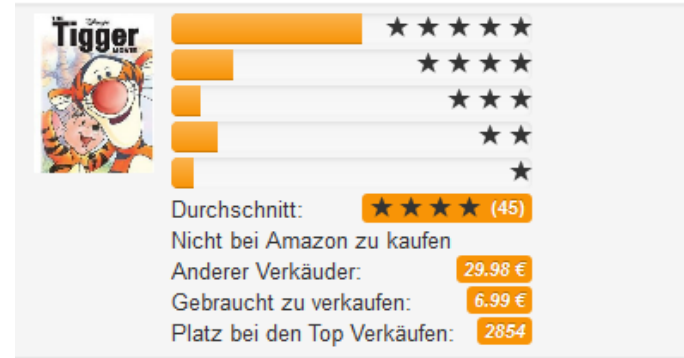 Disney's
Tigger
MOVIE
★ ★ ★ ★ ★
★ ★ ★ ★
★ ★ ★
★ ★
★
Durchschnitt: ★ ★ ★ ★ (45)
Nicht bei Amazon zu kaufen
Anderer Verkäuder: 29.98 €
Gebraucht zu verkaufen: 6.99 €
Platz bei den Top Verkäufen: 2854